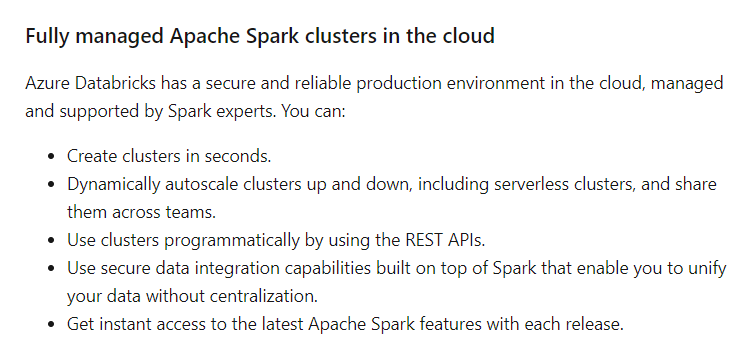 Fully managed Apache Spark clusters in the cloud
Azure Databricks has a secure and reliable production environment in the cloud, managed
and supported by Spark experts. You can:
• Create clusters in seconds.
• Dynamically autoscale clusters up and down, including serverless clusters, and share
them across teams.
• Use clusters programmatically by using the REST APIs.
• Use secure data integration capabilities built on top of Spark that enable you to unify
your data without centralization.
• Get instant access to the latest Apache Spark features with each release.